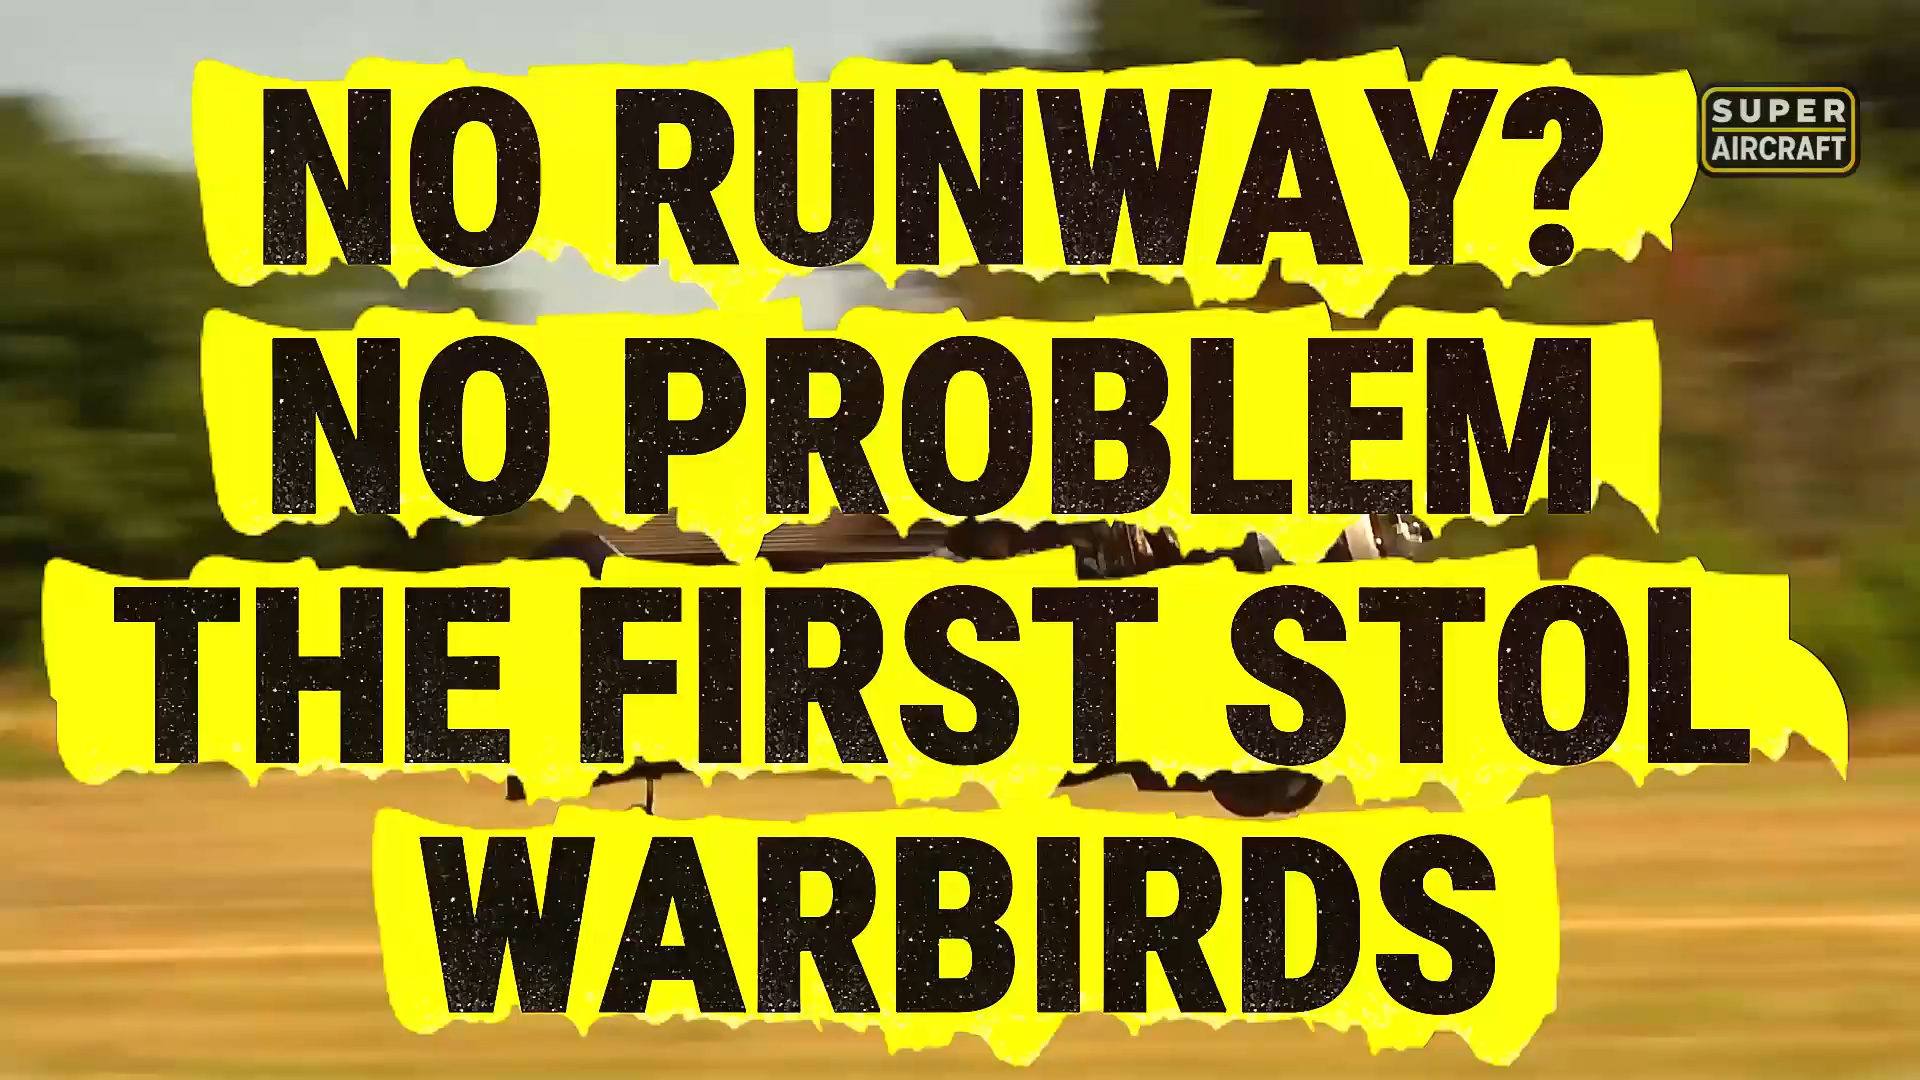 NO RUNWAY?
SUPER
AIRCRAFT
NO PROBLEM
THE FIRST STOL
WARBIRDS